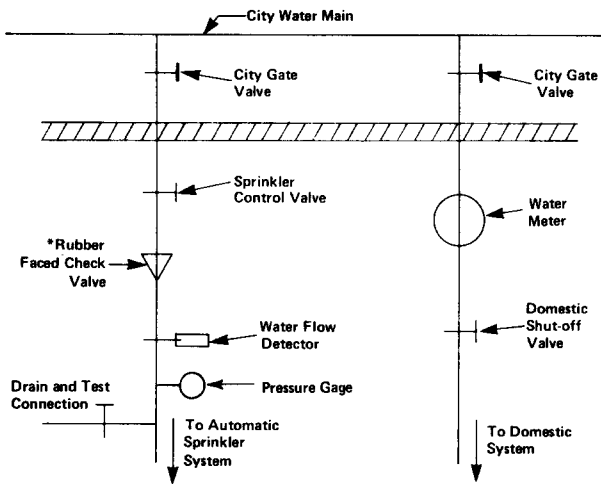 City Water Main
City Gate
Valve
City Gate
Valve
Sprinkler
Control Valve
Water
Meter
*Rubber
Faced Check
Valve
Water Flow
Detector
Domestic
Shut-off
Valve
Drain and Test
Connection
Pressure Gage
To Automatic
Sprinkler
System
To Domestic
System